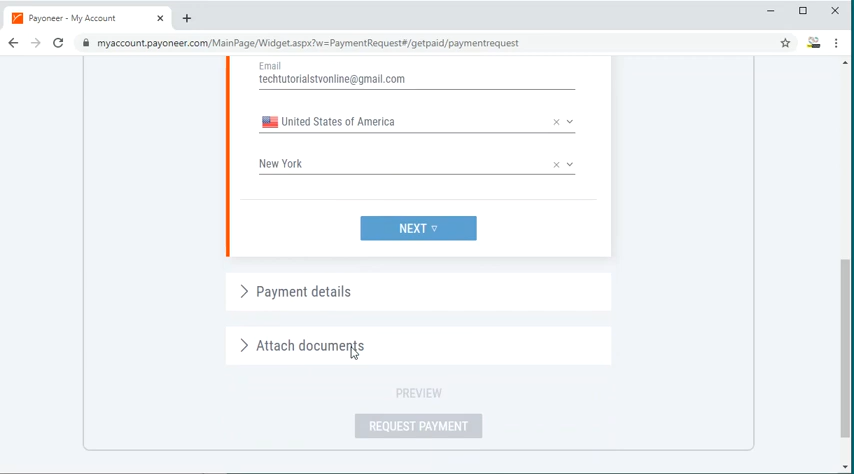 Payoneer - My Account
myaccount.payoneer.com/MainPage/Widget.aspx?w=PaymentRequest#/getpaid/paymentrequest
Email
techtutorialstvonline@gmail.com
United States of America
New York
NEXT
Payment details
Attach documents
PREVIEW
REQUEST PAYMENT